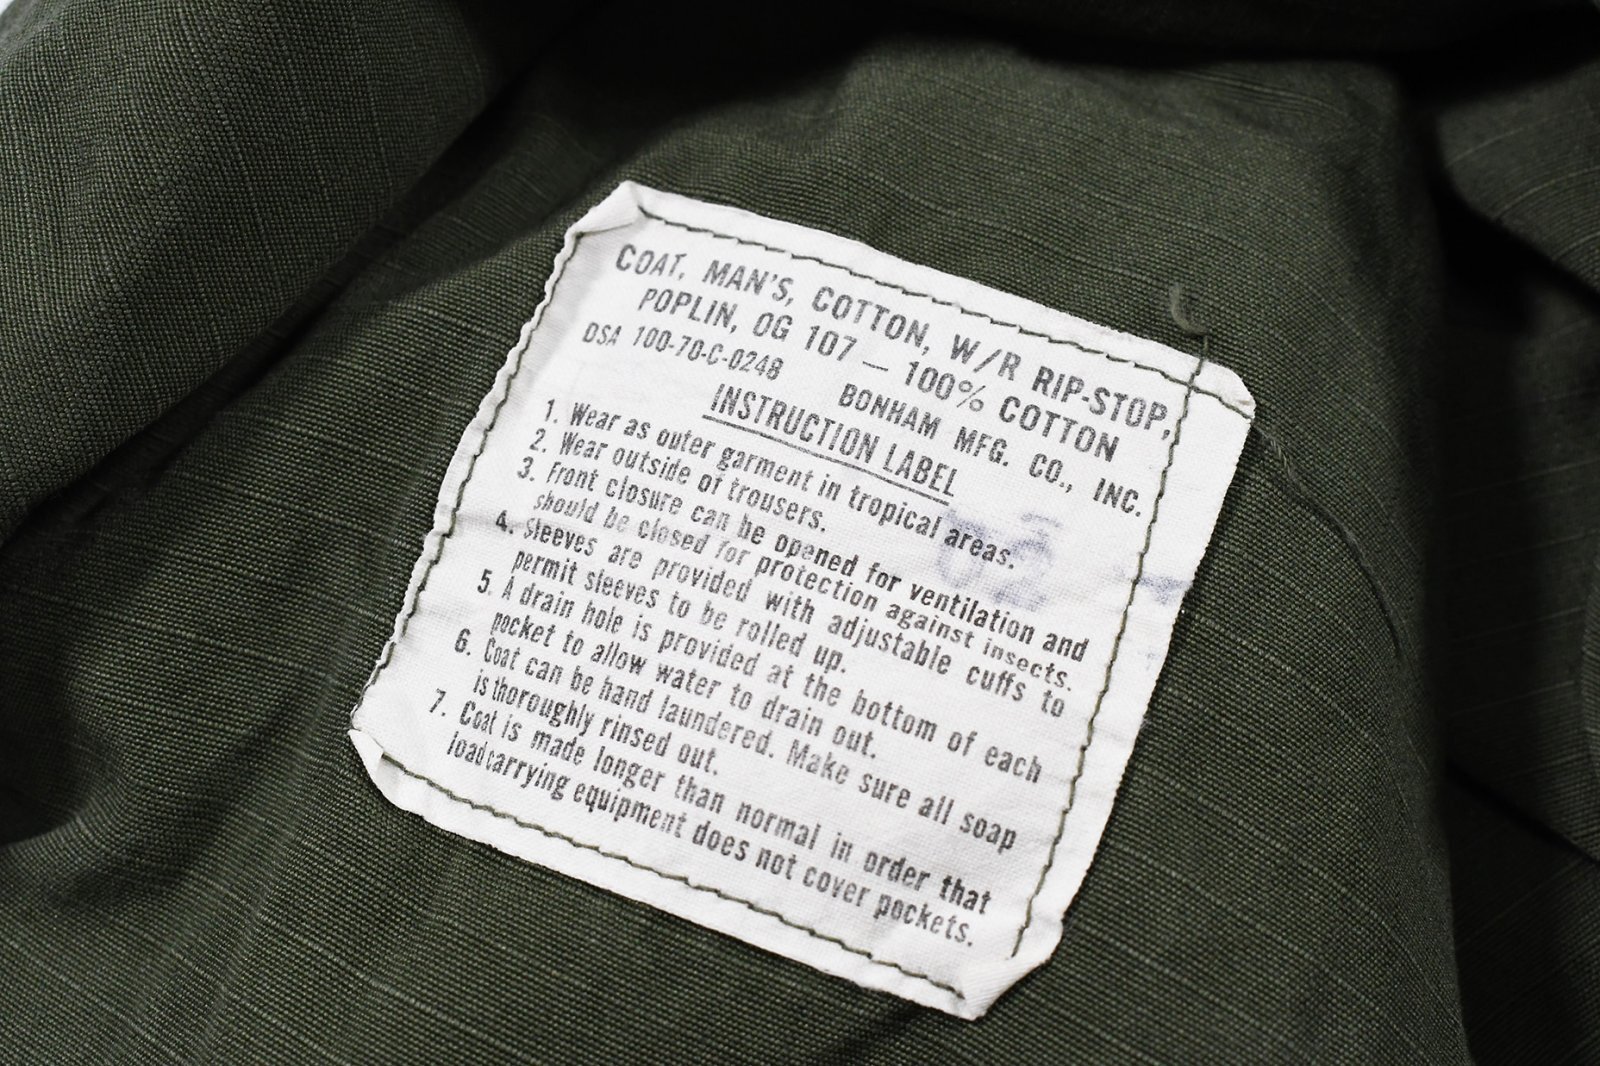 COAT, MAN'S, COTTON, W/R RIP-STOP,
POPLIN, OG 107 — 100% COTTON
DSA 100-70-C-0248 BONHAM MFG. CO., INC.
INSTRUCTION LABEL
1. Wear as outer garment in tropical areas.
2. Wear outside of trousers.
3. Front closure can be opened for ventilation and
should be closed for protection against insects.
4. Sleeves are provided with adjustable cuffs to
permit sleeves to be rolled up.
5. A drain hole is provided at the bottom of each
pocket to allow water to drain out.
6. Coat can be hand laundered. Make sure all soap
is thoroughly rinsed out.
7. Coat is made longer than normal in order that
loadcarrying equipment does not cover pockets.